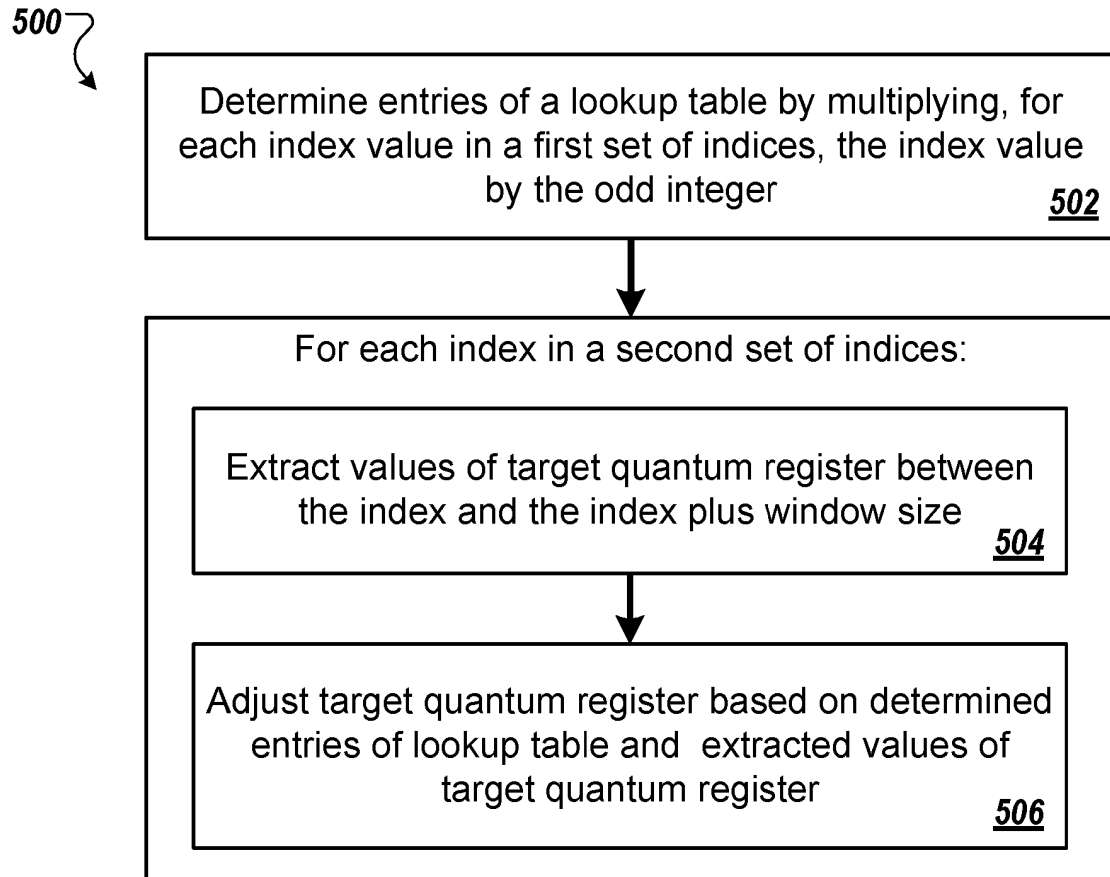 500
Determine entries of a lookup table by multiplying, for
each index value in a first set of indices, the index value
by the odd integer
502
For each index in a second set of indices:
Extract values of target quantum register between
the index and the index plus window size
504
Adjust target quantum register based on determined
entries of lookup table and extracted values of
target quantum register
506